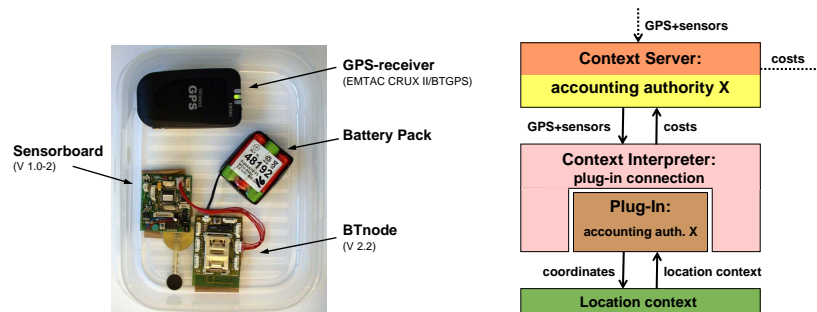 GPS-receiver
(EMTAC CRUX II/BTGPS)
Battery Pack
Sensorboard
(V 1.0-2)
BTnode
(V 2.2)
GPS
EMTAC
48192
GPS+sensors
Context Server:
costs
accounting authority X
GPS+sensors
costs
Context Interpreter:
plug-in connection
Plug-In:
accounting auth. X
coordinates
location context
Location context